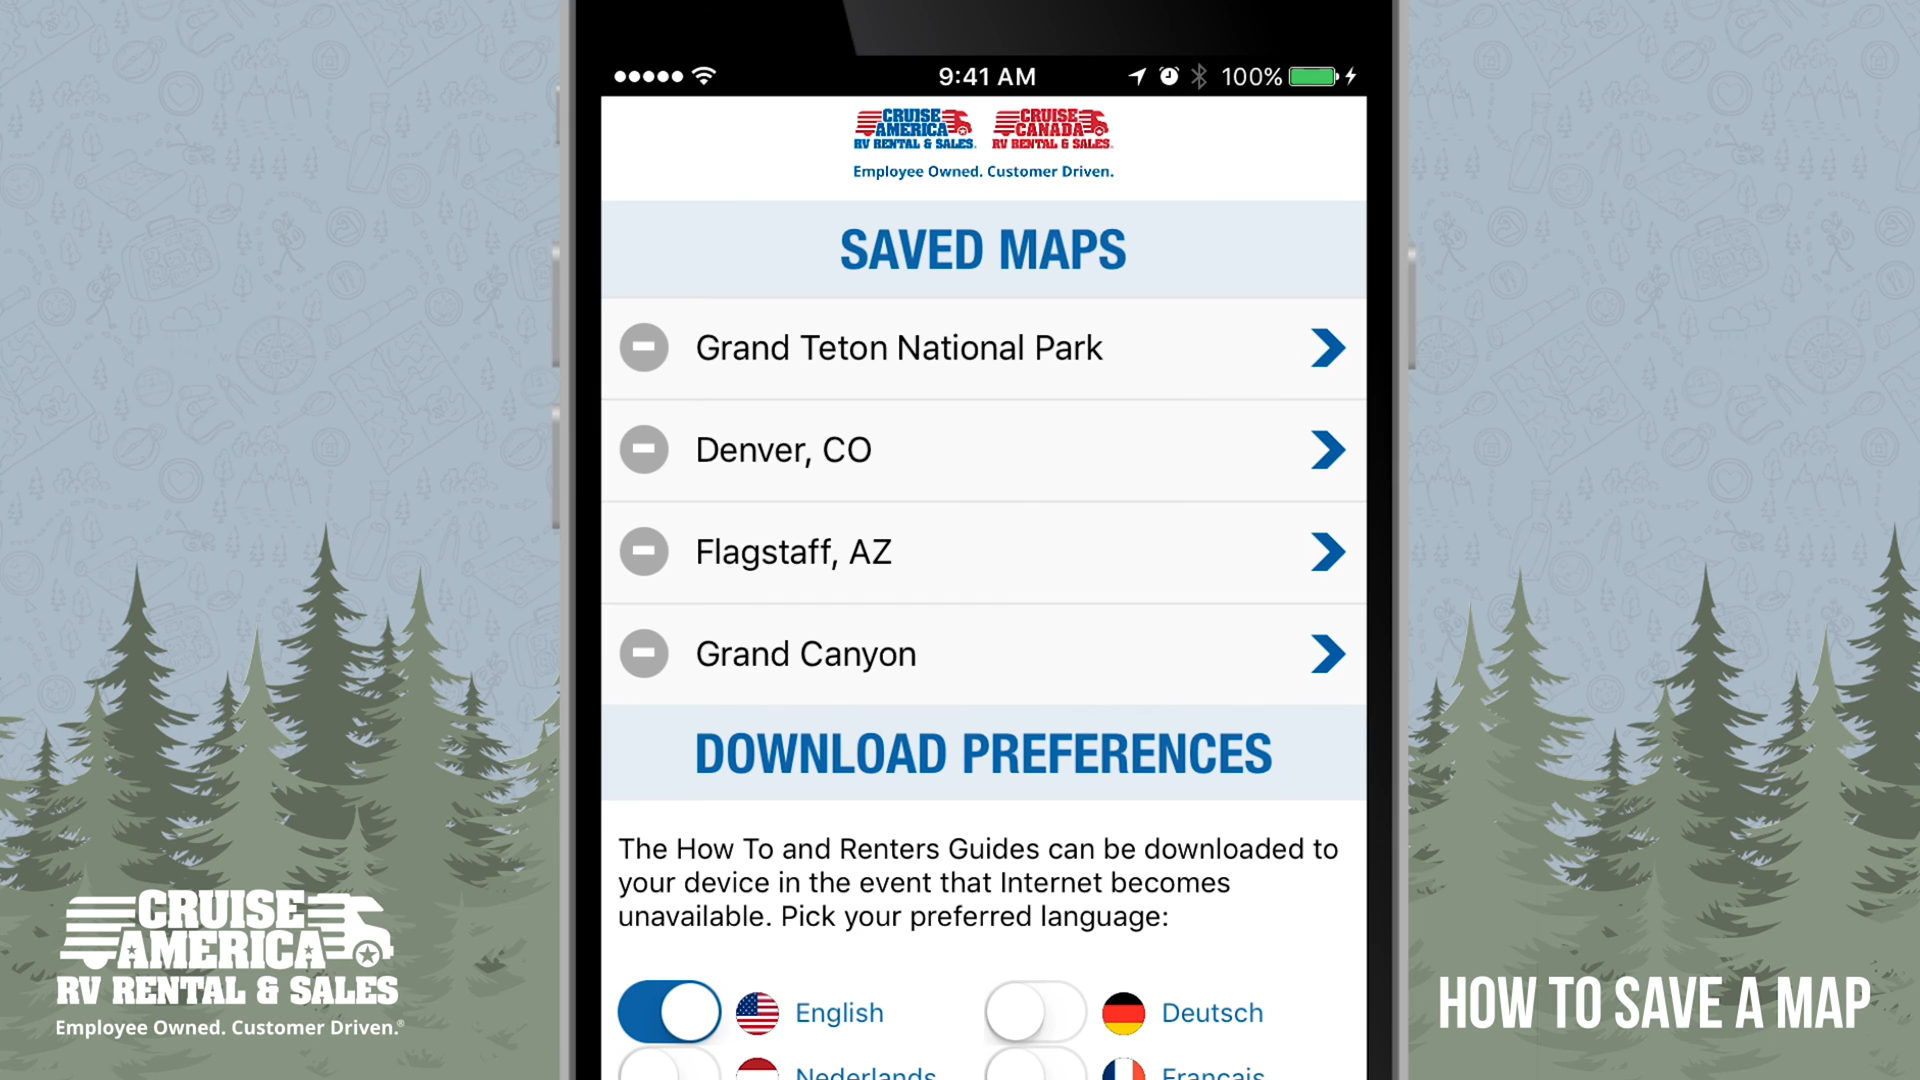 9:41 AM
100%
CRUISE
AMERICA
RV RENTAL & SALES.
CRUISE
CANADA
RV RENTAL & SALES.
Employee Owned. Customer Driven.
SAVED MAPS
Grand Teton National Park
Denver, CO
Flagstaff, AZ
Grand Canyon
DOWNLOAD PREFERENCES
The How To and Renters Guides can be downloaded to
your device in the event that Internet becomes
unavailable. Pick your preferred language:
English
Deutsch
Nederlands
Français
CRUISE
AMERICA
RV RENTAL & SALES
Employee Owned. Customer Driven.®
HOW TO SAVE A MAP